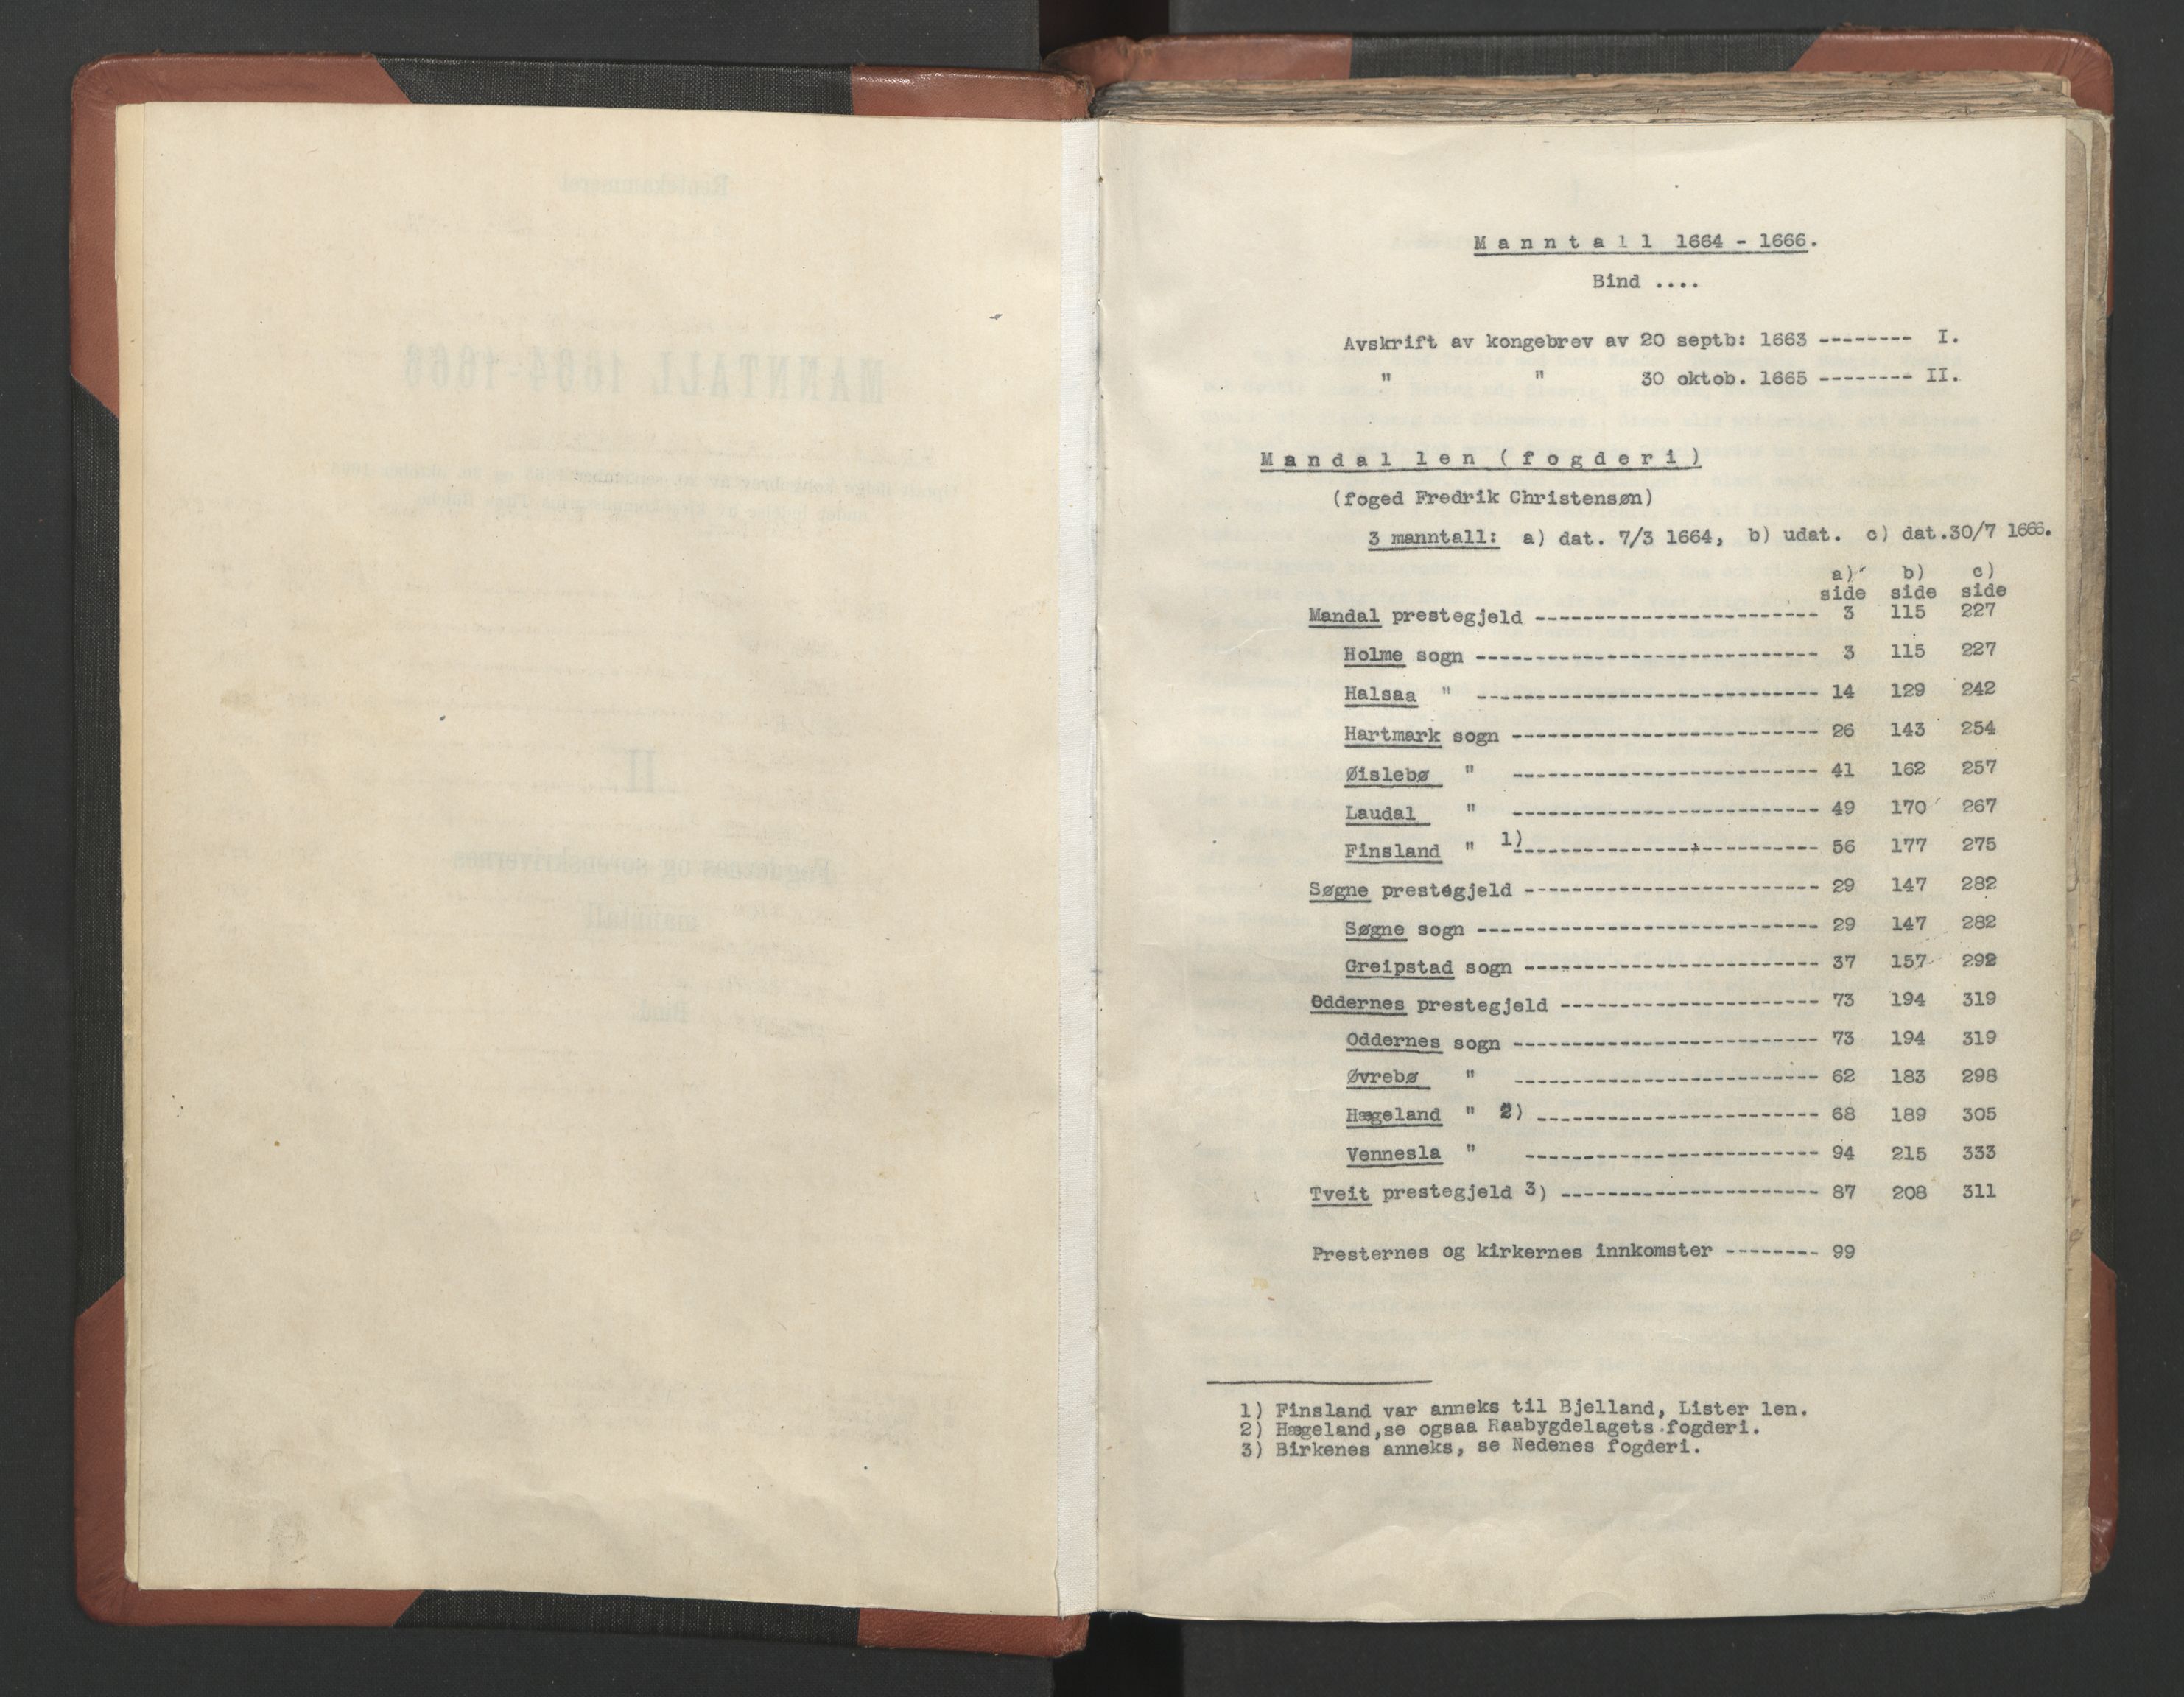 Manntall 1664 - 1666.
Bind ....
Avskrift av kongebrev av 20 septb: 1663 -------- I.
" " 30 oktob. 1665 -------- II.
Mandal len (fogderi)
(foged Fredrik Christensøn)
3 manntall: a) dat. 7/3 1664, b) udat. c) dat.30/7 1666.
a) b) c)
side side side
Mandal prestegjeld ------------------------ 3 115 227
Holme sogn ----------------------------- 3 115 227
Halsaa " ----------------------------- 14 129 242
Hartmark sogn -------------------------- 26 143 254
Øislebø " -------------------------- 41 162 257
Laudal " -------------------------- 49 170 267
Finsland " 1)-------------------------- 56 177 275
Søgne prestegjeld ------------------------- 29 147 282
Søgne sogn ----------------------------- 29 147 282
Greipstad sogn ------------------------- 37 157 292
Oddernes prestegjeld ---------------------- 73 194 319
Oddernes sogn -------------------------- 73 194 319
Øvrebø " -------------------------- 62 183 298
Hægeland " 2) ------------------------ 68 189 305
Vennesla " ------------------------- 94 215 333
Tveit prestegjeld 3) ---------------------- 87 208 311
Presternes og kirkernes innkomster -------- 99
1) Finsland var anneks til Bjelland, Lister len.
2) Hægeland,se ogsaa Raabygdelagets fogderi.
3) Birkenes anneks, se Nedenes fogderi.